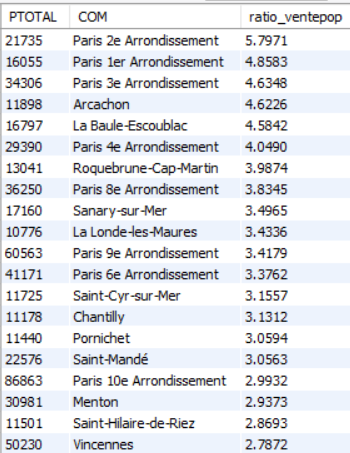 PTOTAL COM ratio_ventepop
21735 Paris 2e Arrondissement 5.7971
16055 Paris 1er Arrondissement 4.8583
34306 Paris 3e Arrondissement 4.6348
11898 Arcachon 4.6226
16797 La Baule-Escoublac 4.5842
29390 Paris 4e Arrondissement 4.0490
13041 Roquebrune-Cap-Martin 3.9874
36250 Paris 8e Arrondissement 3.8345
17160 Sanary-sur-Mer 3.4965
10776 La Londe-les-Maures 3.4336
60563 Paris 9e Arrondissement 3.4179
41171 Paris 6e Arrondissement 3.3762
11725 Saint-Cyr-sur-Mer 3.1557
11178 Chantilly 3.1312
11440 Pornichet 3.0594
22576 Saint-Mandé 3.0563
86863 Paris 10e Arrondissement 2.9932
30981 Menton 2.9373
11501 Saint-Hilaire-de-Riez 2.8693
50230 Vincennes 2.7872